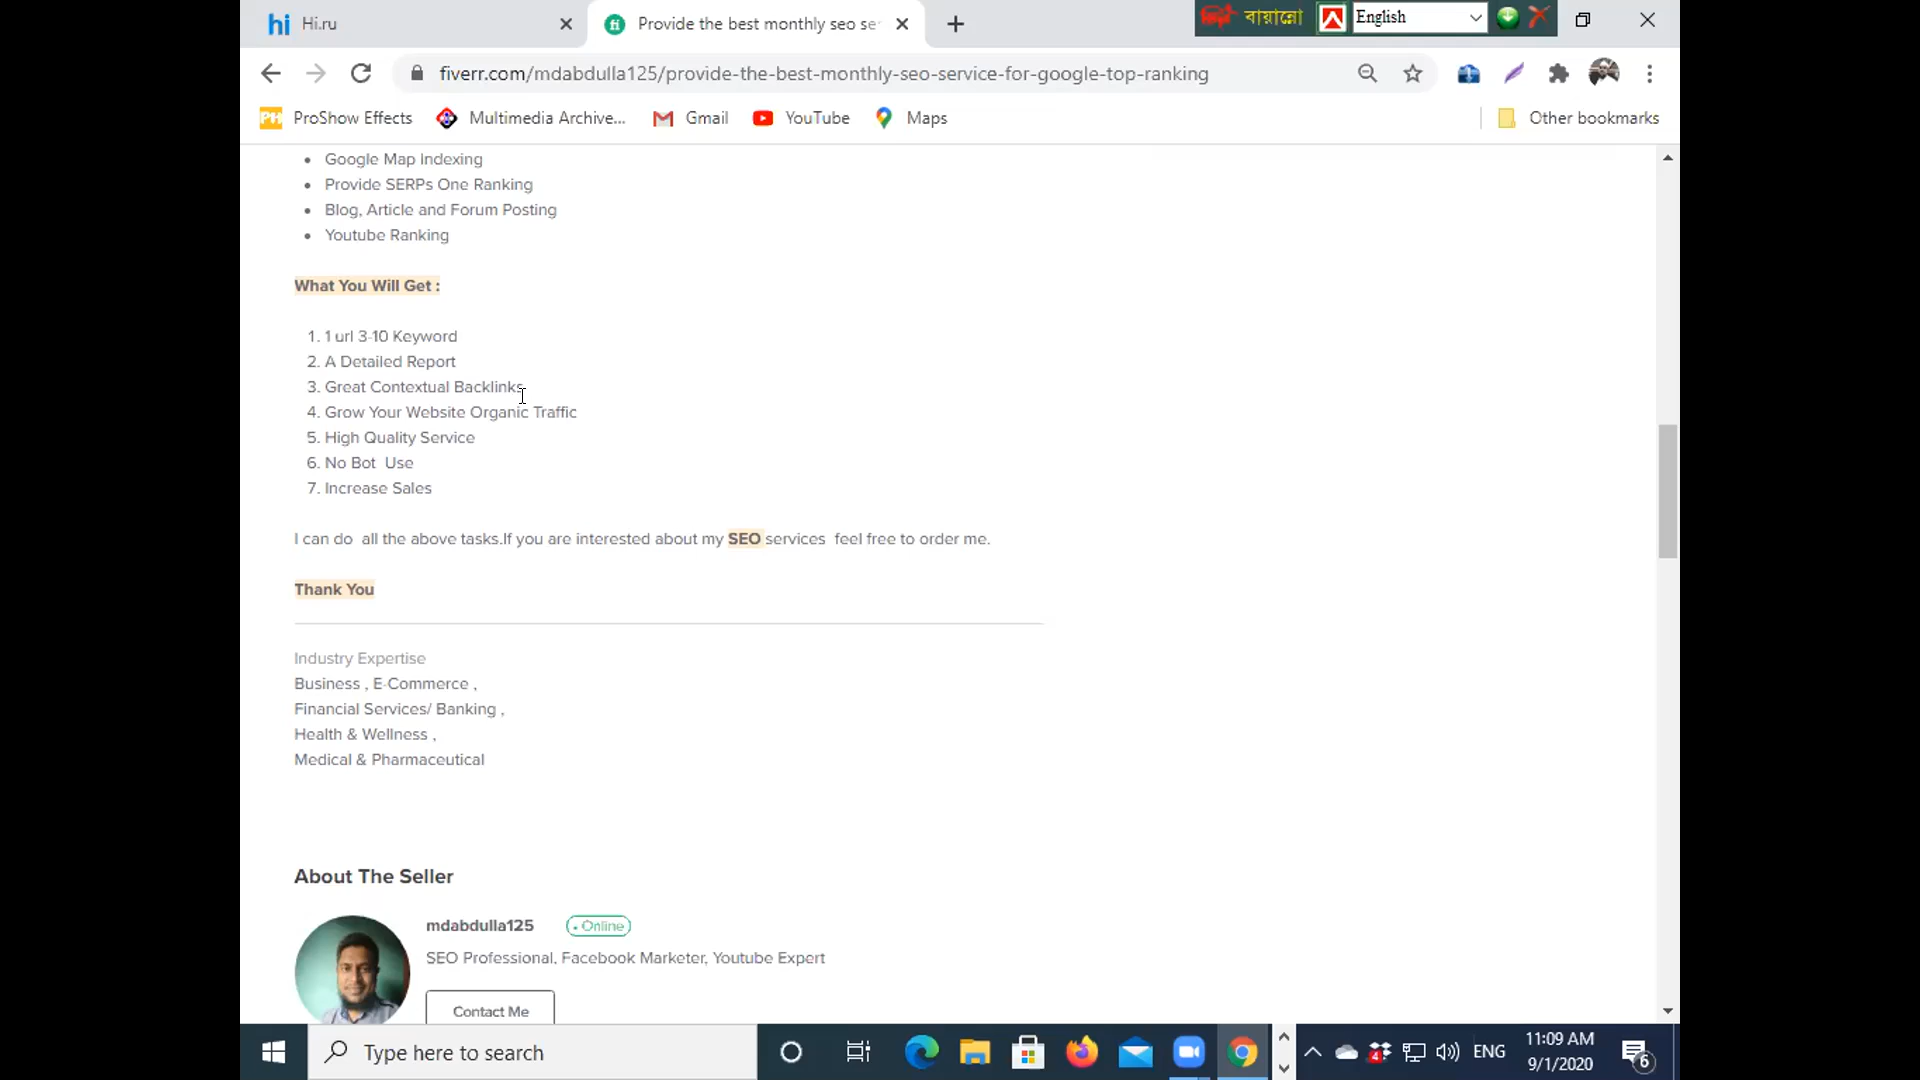 Hi.ru
Provide the best monthly seo se
বায়ান্নো
English
fiverr.com/mdabdulla125/provide-the-best-monthly-seo-service-for-google-top-ranking
ProShow Effects
Multimedia Archive...
Gmail
YouTube
Maps
Other bookmarks
• Google Map Indexing
• Provide SERPs One Ranking
• Blog, Article and Forum Posting
• Youtube Ranking
What You Will Get :
1. 1 url 3-10 Keyword
2. A Detailed Report
3. Great Contextual Backlinks
4. Grow Your Website Organic Traffic
5. High Quality Service
6. No Bot Use
7. Increase Sales
I can do all the above tasks.If you are interested about my SEO services feel free to order me.
Thank You
Industry Expertise
Business , E-Commerce ,
Financial Services/ Banking ,
Health & Wellness ,
Medical & Pharmaceutical
About The Seller
mdabdulla125
• Online
SEO Professional, Facebook Marketer, Youtube Expert
Contact Me
Type here to search
ENG
11:09 AM
9/1/2020
6